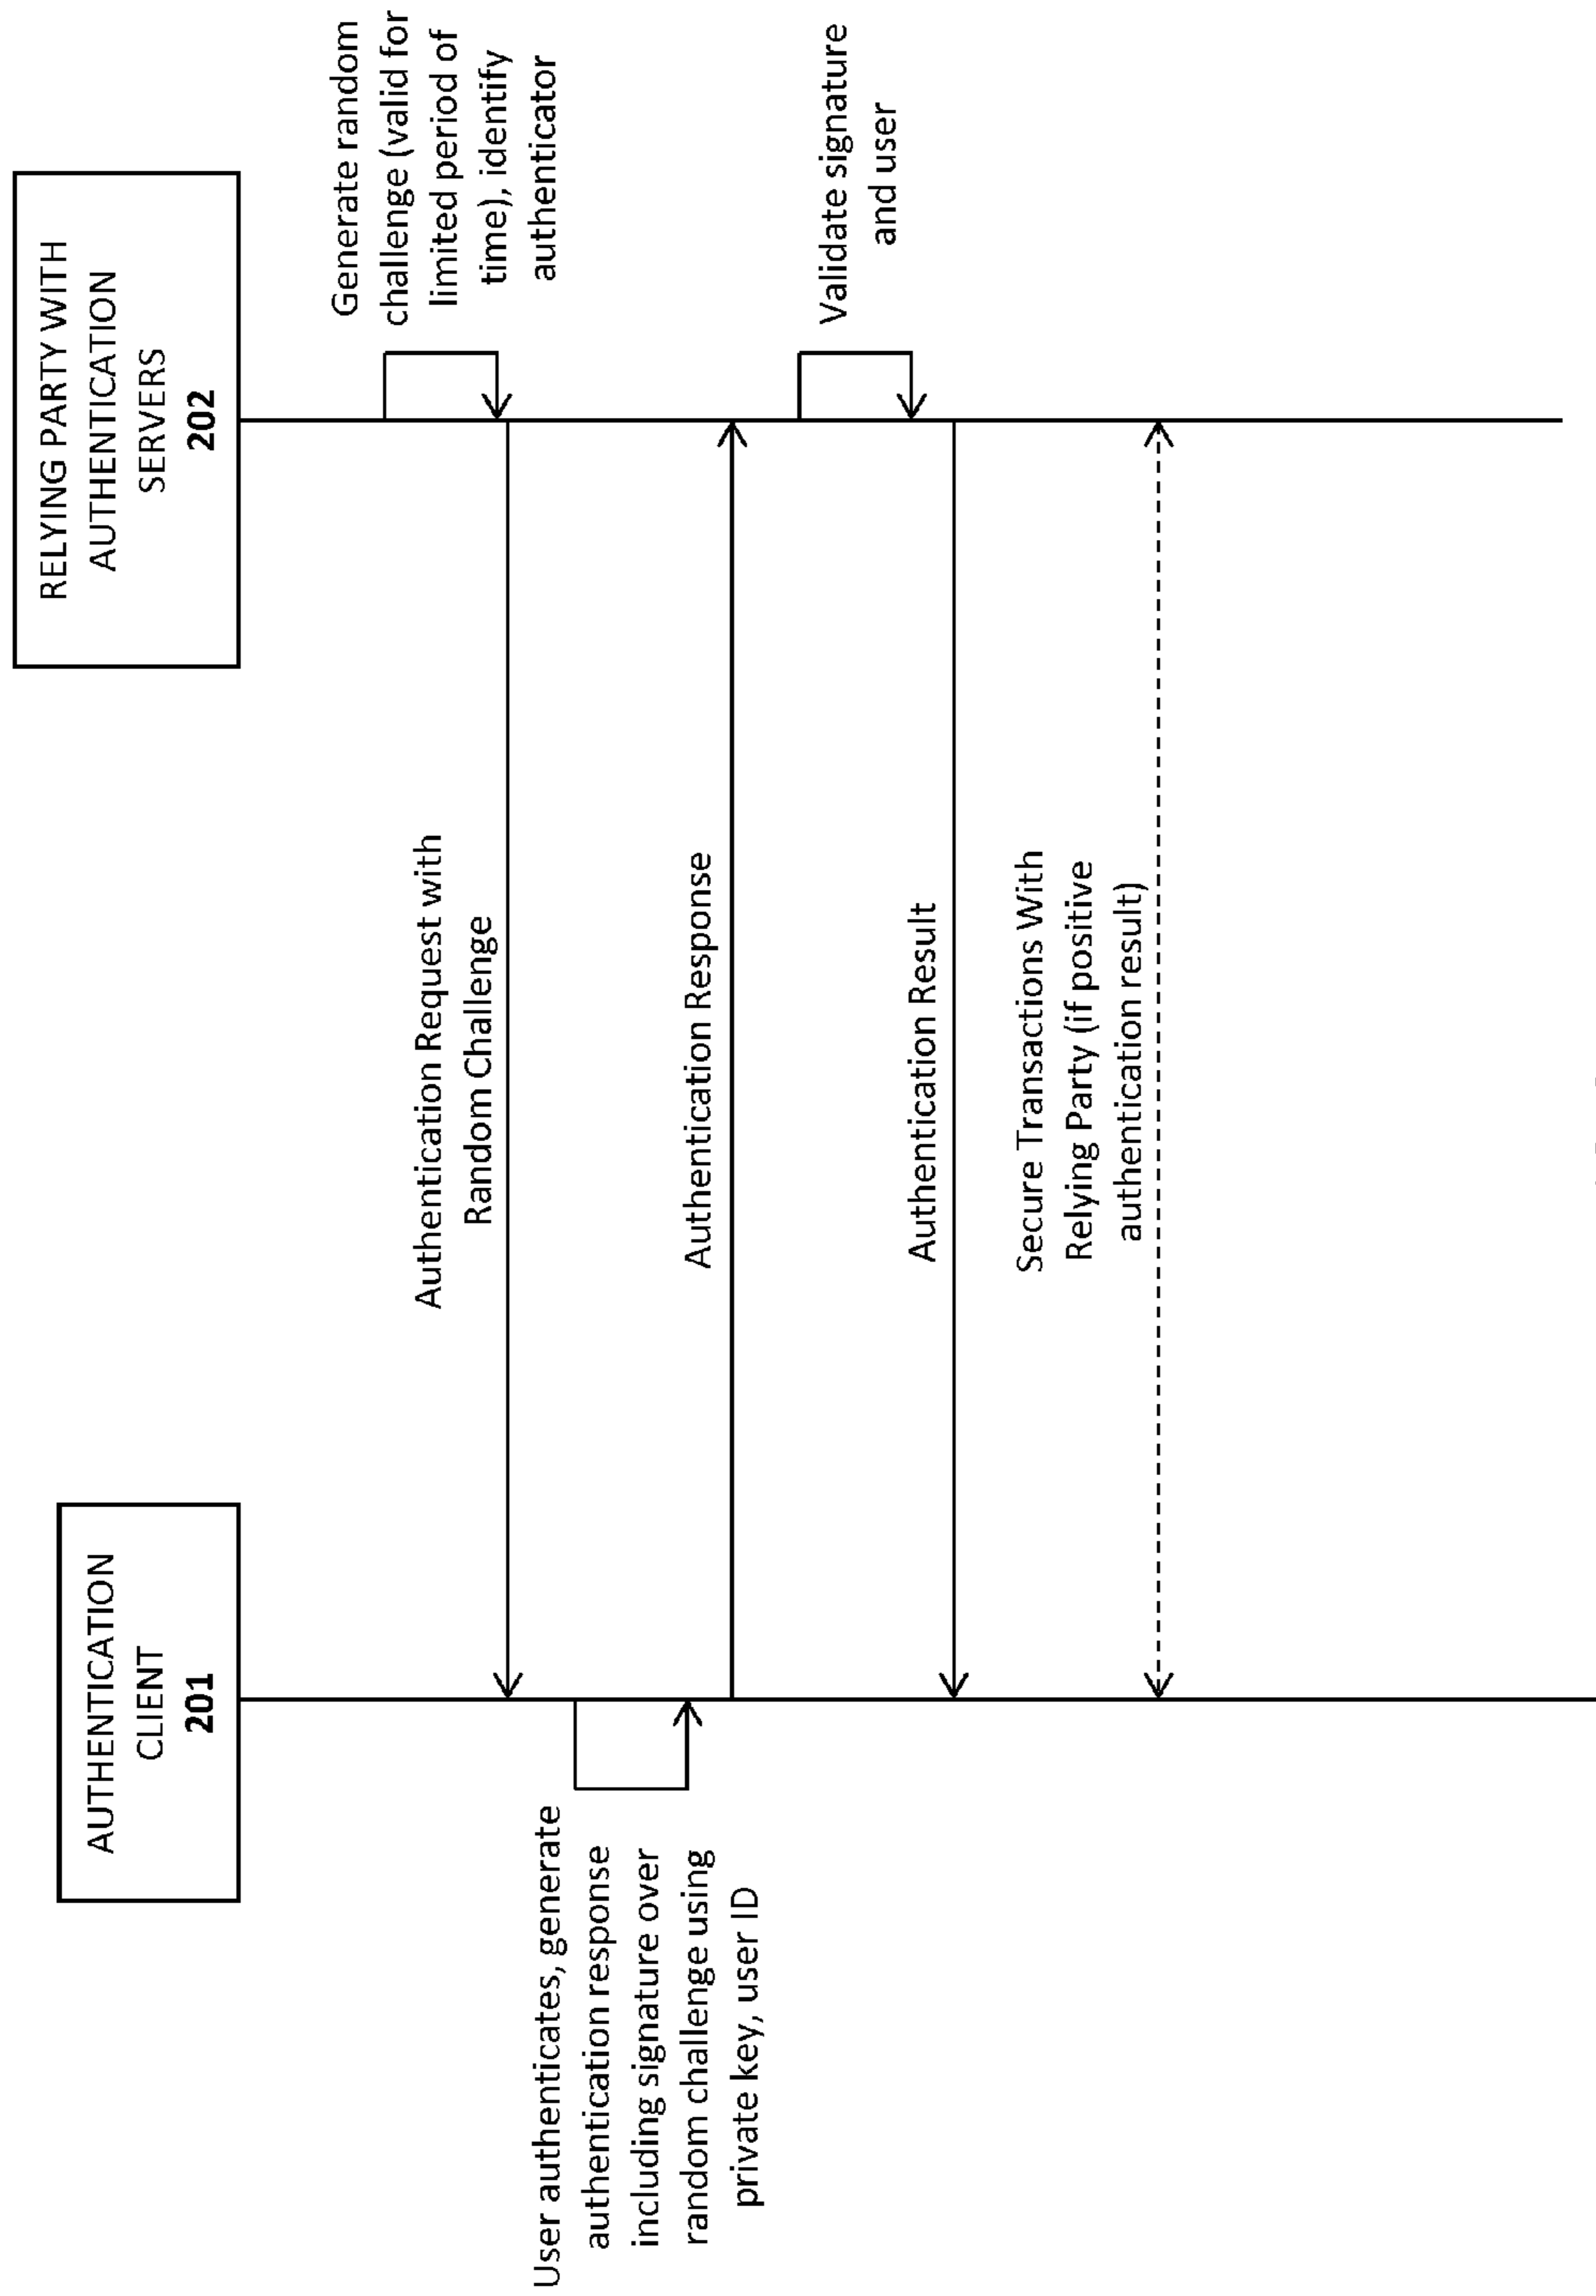 AUTHENTICATION
CLIENT
201
RELYING PARTY WITH
AUTHENTICATION
SERVERS
202
Generate random
challenge (valid for
limited period of
time), identify
authenticator
Authentication Request with
Random Challenge
User authenticates, generate
authentication response
including signature over
random challenge using
private key, user ID
Authentication Response
Validate signature
and user
Authentication Result
Secure Transactions With
Relying Party (if positive
authentication result)